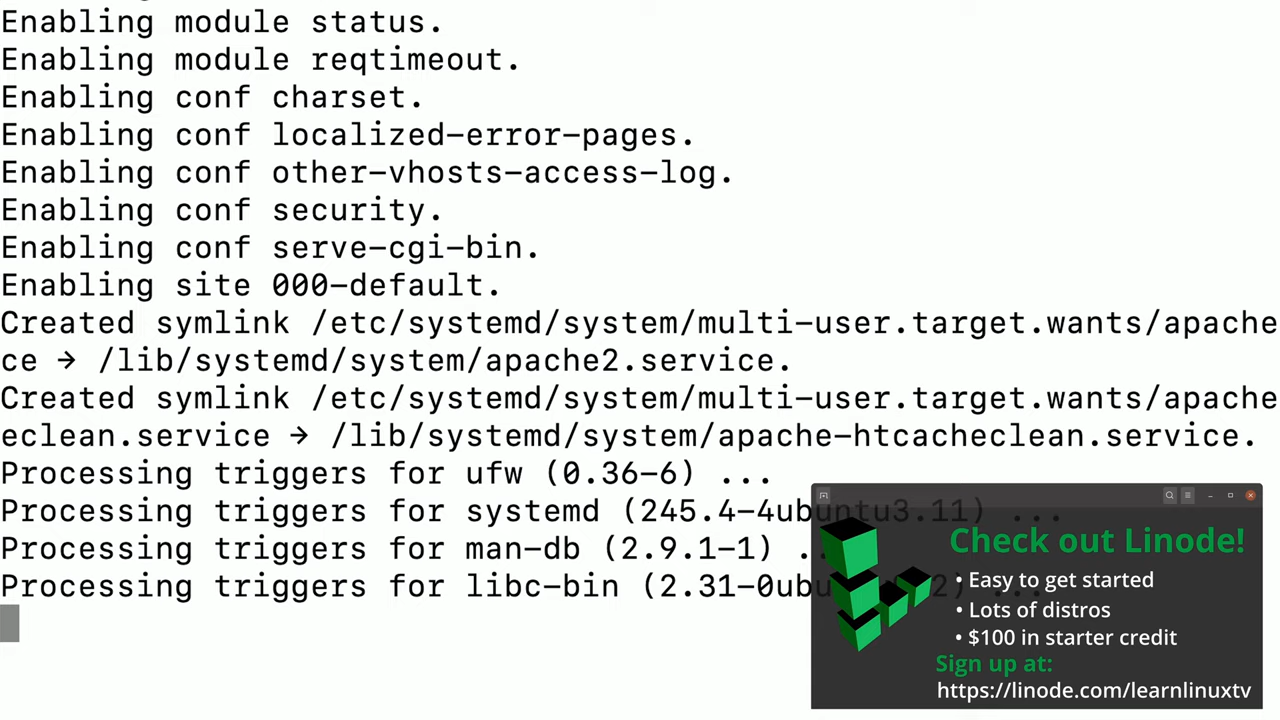 Enabling module status.
Enabling module reqtimeout.
Enabling conf charset.
Enabling conf localized-error-pages.
Enabling conf other-vhosts-access-log.
Enabling conf security.
Enabling conf serve-cgi-bin.
Enabling site 000-default.
Created symlink /etc/systemd/system/multi-user.target.wants/apache
ce → /lib/systemd/system/apache2.service.
Created symlink /etc/systemd/system/multi-user.target.wants/apache
eclean.service → /lib/systemd/system/apache-htcacheclean.service.
Processing triggers for ufw (0.36-6) ...
Processing triggers for systemd (245.4-4ubuntu3.11) ...
Processing triggers for man-db (2.9.1-1) ...
Processing triggers for libc-bin (2.31-0ubu 2) ...
Check out Linode!
• Easy to get started
• Lots of distros
• $100 in starter credit
Sign up at:
https://linode.com/learnlinuxtv